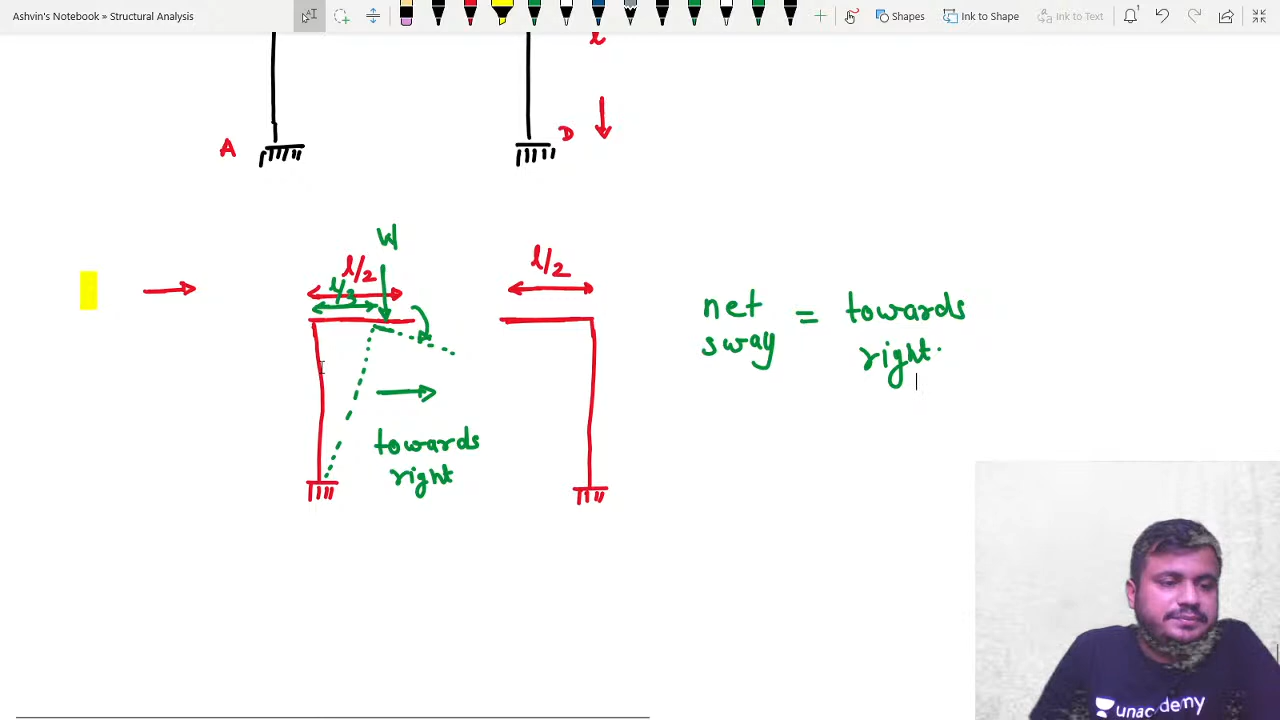 Ashvin's Notebook » Structural Analysis
Shapes
Ink to Shape
Ink to Text
l
A
D
W
l/2
l/3
l/2
net sway = towards right.
towards
right
unacademy